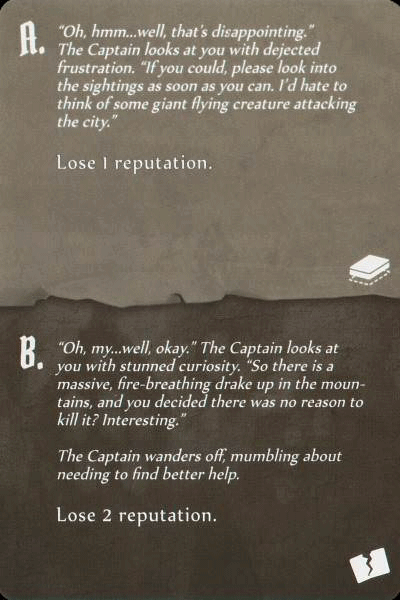 A.
"Oh, hmm...well, that's disappointing."
The Captain looks at you with dejected
frustration. "If you could, please look into
the sightings as soon as you can. I'd hate to
think of some giant flying creature attacking
the city."
Lose 1 reputation.
B.
"Oh, my...well, okay." The Captain looks at
you with stunned curiosity. "So there is a
massive, fire-breathing drake up in the moun-
tains, and you decided there was no reason to
kill it? Interesting."
The Captain wanders off, mumbling about
needing to find better help.
Lose 2 reputation.